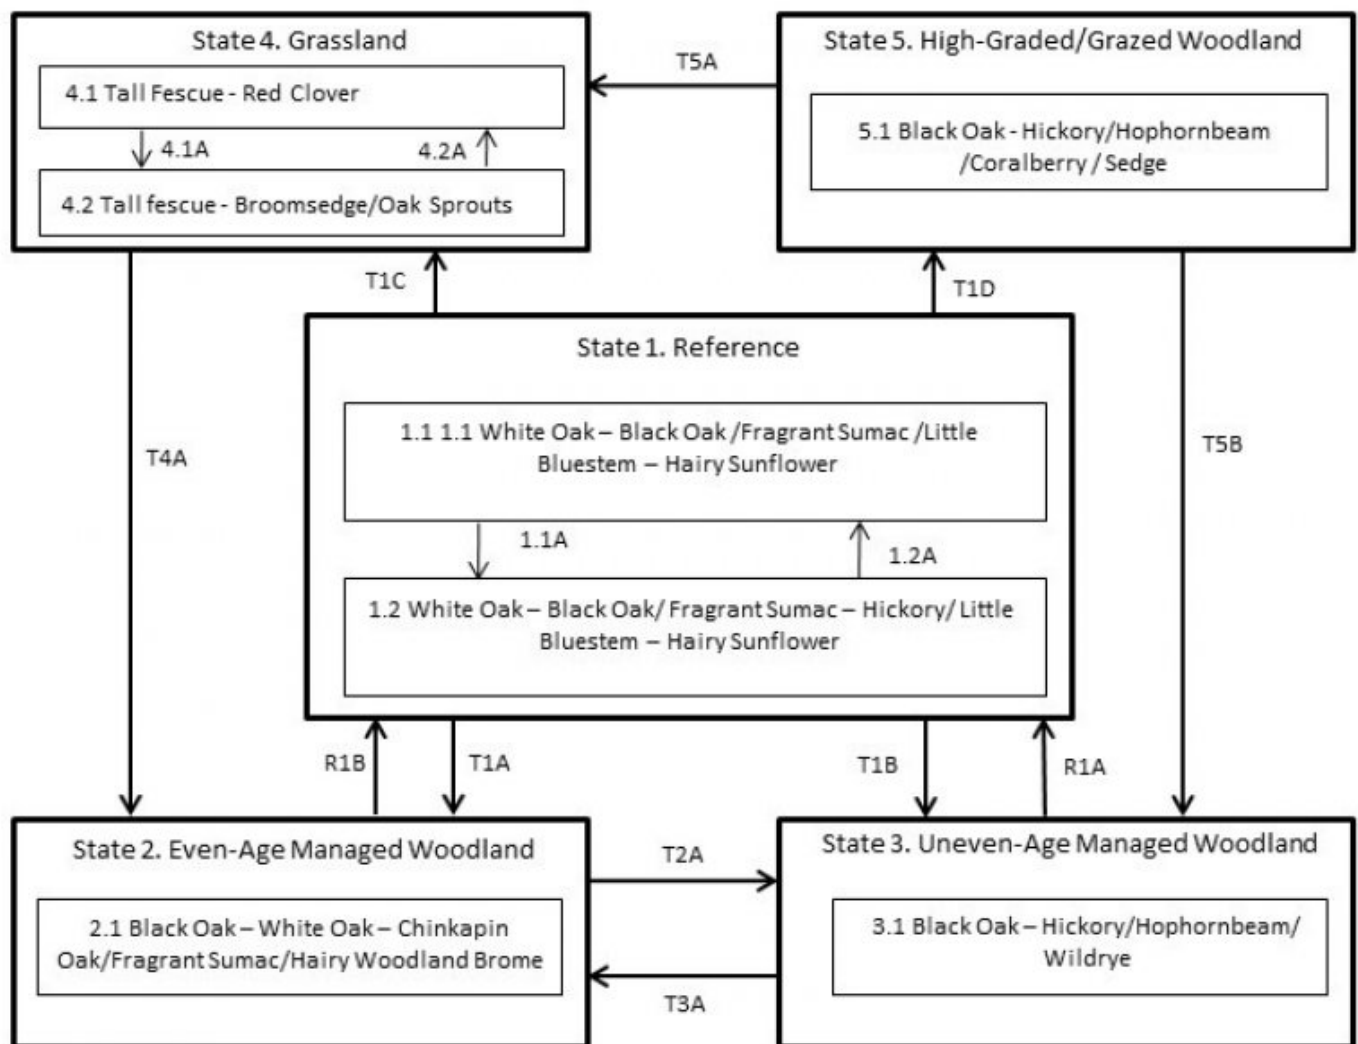 State 4. Grassland
4.1 Tall Fescue - Red Clover
4.1A
4.2A
4.2 Tall fescue - Broomsedge/Oak Sprouts
T5A
State 5. High-Graded/Grazed Woodland
5.1 Black Oak - Hickory/Hophornbeam
/Coralberry / Sedge
T1C
T1D
State 1. Reference
1.1 1.1 White Oak – Black Oak /Fragrant Sumac /Little
Bluestem – Hairy Sunflower
1.1A
1.2A
1.2 White Oak – Black Oak/ Fragrant Sumac – Hickory/ Little
Bluestem – Hairy Sunflower
T4A
T5B
R1B
T1A
T1B
R1A
State 2. Even-Age Managed Woodland
2.1 Black Oak – White Oak – Chinkapin
Oak/Fragrant Sumac/Hairy Woodland Brome
T2A
T3A
State 3. Uneven-Age Managed Woodland
3.1 Black Oak – Hickory/Hophornbeam/
Wildrye